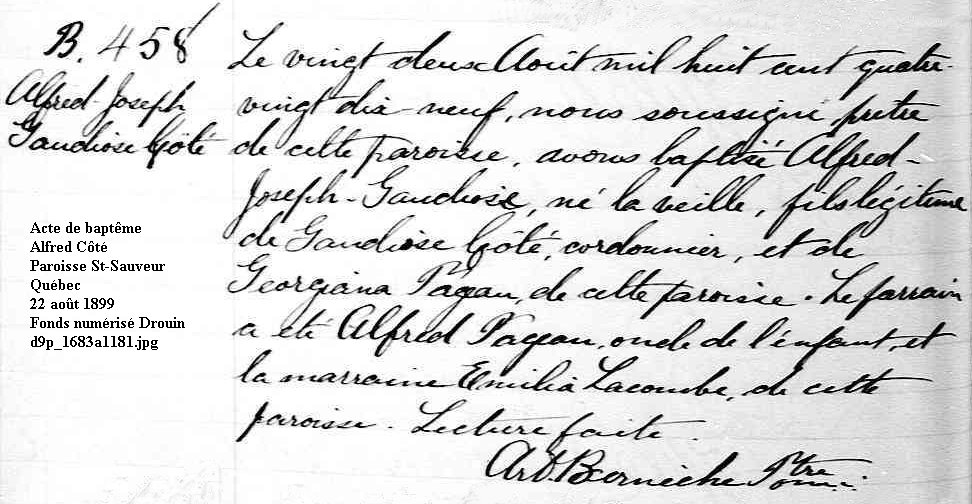 B. 458
Alfred-Joseph
Gaudiose Côté
Le vingt deux Août mil huit cent quatre-
vingt dix-neuf, nous soussigné, prêtre
de cette paroisse, avons baptisé Alfred-
Joseph-Gaudiose, né la veille, fils légitime
de Gaudiose Côté, cordonnier, et de
Georgiana Pagean, de cette paroisse. Le parrain
a été Alfred Pagean, oncle de l'enfant, et
la marraine Emilia Lacombe, de cette
paroisse. Lecture faite.
Ptre
Acte de baptême
Alfred Côté
Paroisse St-Sauveur
Québec
22 août 1899
Fonds numérisé Drouin
d9p_1683a1181.jpg